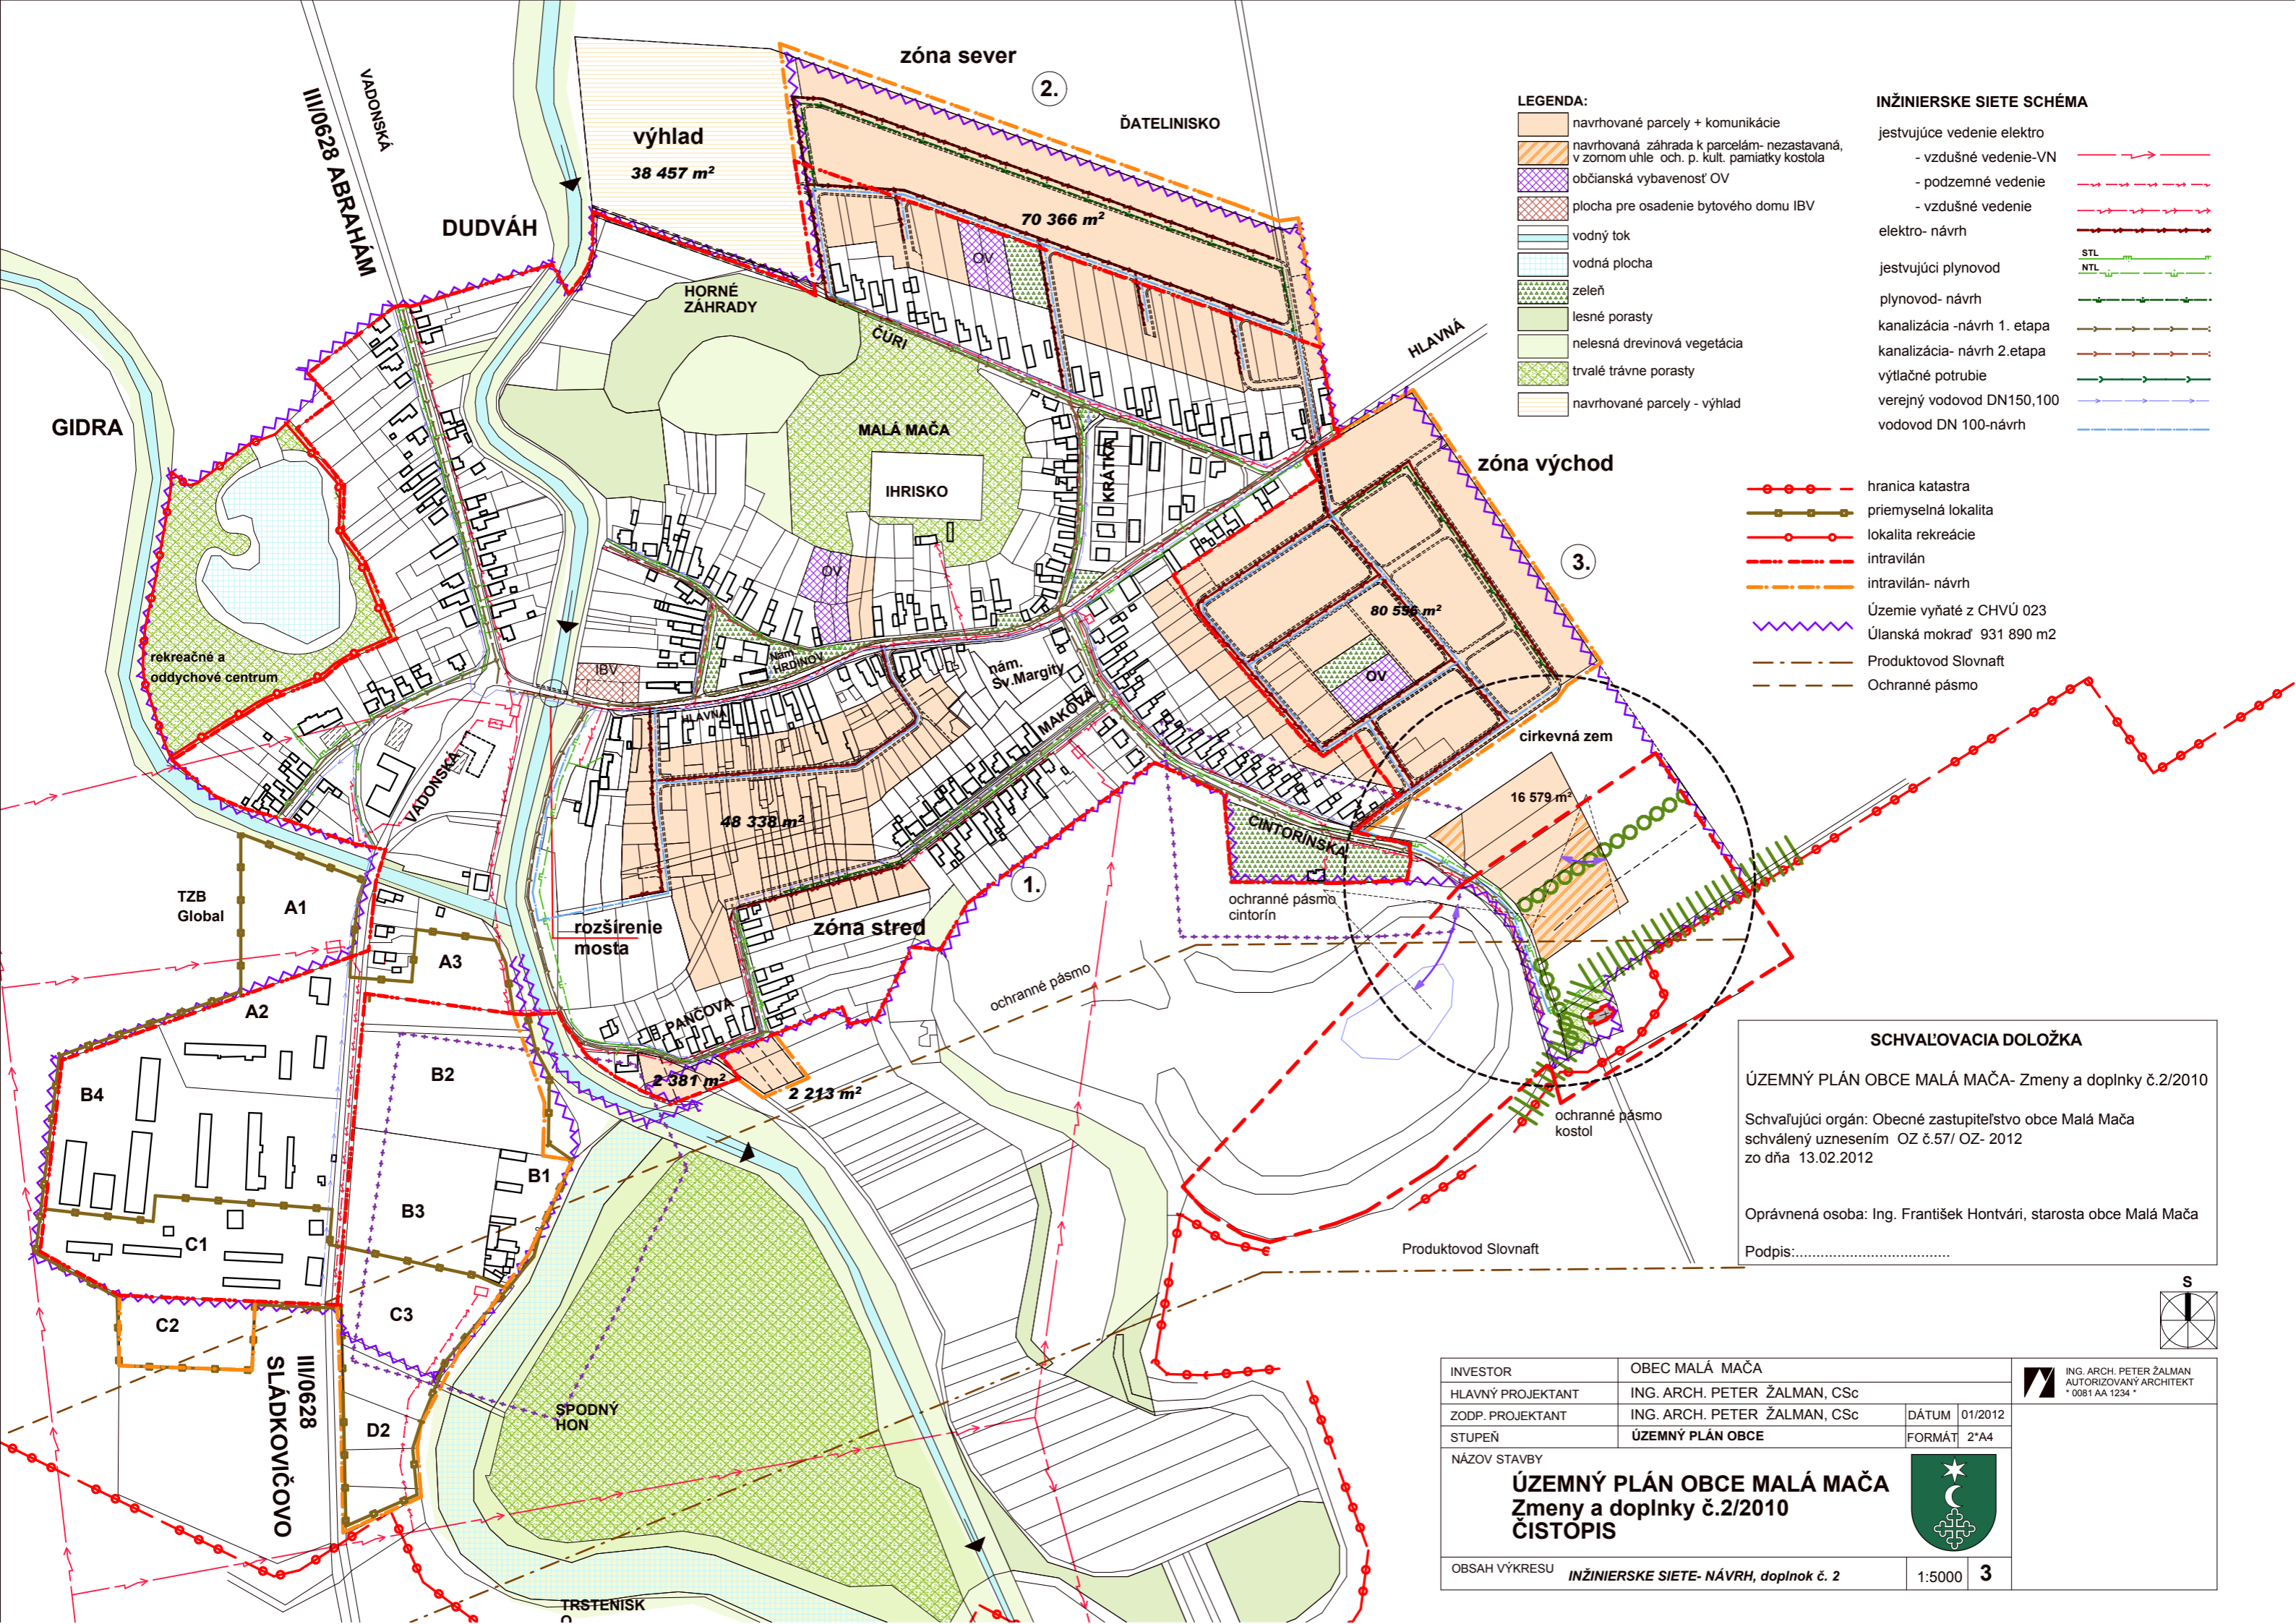 zóna sever
2.
VADONSKÁ
III/0628 ABRAHÁM
výhlad
38 457 m²
ĎATELINISKO
DUDVÁH
70 366 m²
OV
HORNÉ
ZÁHRADY
ČÚRI
HLAVNÁ
GIDRA
MALÁ MAČA
KRÁTKA
IHRISKO
zóna východ
3.
OV
80 556 m²
rekreačné a
oddychové centrum
IBV
Nám.
HRDINOV
nám.
Sv.Margity
OV
HLAVNÁ
MAKOVÁ
cirkevná zem
VADONSKÁ
16 579 m²
48 338 m²
CINTORÍNSKA
1.
TZB
Global
A1
ochranné pásmo
cintorín
rozšírenie
mosta
zóna stred
A3
ochranné pásmo
A2
PANČOVA
B4
B2
2 381 m²
2 213 m²
ochranné pásmo
kostol
B1
B3
C1
Produktovod Slovnaft
C3
C2
III/0628
SLÁDKOVIČOVO
SPODNÝ
HON
D2
TRSTENISK
LEGENDA:
navrhované parcely + komunikácie
navrhovaná záhrada k parcelám- nezastavaná,
v zornom uhle och. p. kult. pamiatky kostola
občianská vybavenosť OV
plocha pre osadenie bytového domu IBV
vodný tok
vodná plocha
zeleň
lesné porasty
nelesná drevinová vegetácia
trvalé trávne porasty
navrhované parcely - výhlad
INŽINIERSKE SIETE SCHÉMA
jestvujúce vedenie elektro
- vzdušné vedenie-VN
- podzemné vedenie
- vzdušné vedenie
elektro- návrh
jestvujúci plynovod
STL
NTL
plynovod- návrh
kanalizácia -návrh 1. etapa
kanalizácia- návrh 2.etapa
výtlačné potrubie
verejný vodovod DN150,100
vodovod DN 100-návrh
hranica katastra
priemyselná lokalita
lokalita rekreácie
intravilán
intravilán- návrh
Územie vyňaté z CHVÚ 023
Úlanská mokraď 931 890 m2
Produktovod Slovnaft
Ochranné pásmo
SCHVAĽOVACIA DOLOŽKA
ÚZEMNÝ PLÁN OBCE MALÁ MAČA- Zmeny a doplnky č.2/2010
Schvaľujúci orgán: Obecné zastupiteľstvo obce Malá Mača
schválený uznesením OZ č.57/ OZ- 2012
zo dňa 13.02.2012
Oprávnená osoba: Ing. František Hontvári, starosta obce Malá Mača
Podpis:.................................
S
INVESTOR OBEC MALÁ MAČA
HLAVNÝ PROJEKTANT ING. ARCH. PETER ŽALMAN, CSc
ZODP. PROJEKTANT ING. ARCH. PETER ŽALMAN, CSc DÁTUM 01/2012
STUPEŇ ÚZEMNÝ PLÁN OBCE FORMÁT 2*A4
ING. ARCH. PETER ŽALMAN
AUTORIZOVANÝ ARCHITEKT
* 0081 AA 1234 *
NÁZOV STAVBY
ÚZEMNÝ PLÁN OBCE MALÁ MAČA
Zmeny a doplnky č.2/2010
ČISTOPIS
OBSAH VÝKRESU INŽINIERSKE SIETE- NÁVRH, doplnok č. 2 1:5000 3